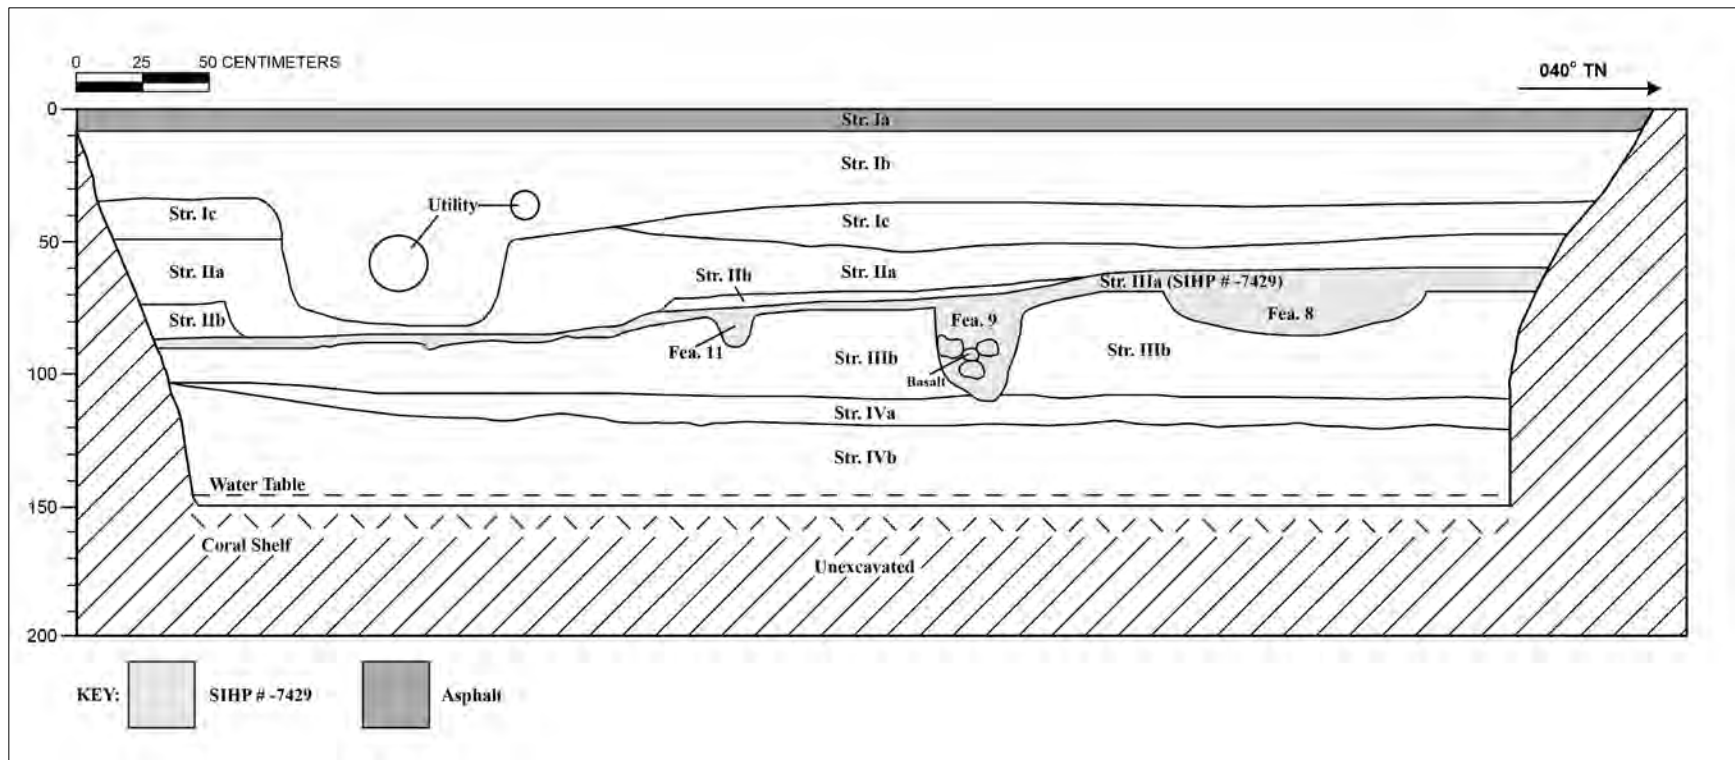 0 25 50 CENTIMETERS
040° TN
0
Str. Ia
Str. Ib
Utility
Str. Ic
Str. Ic
50
Str. IIa
Str. IIa
Str. IIb
Str. IIIa (SIHP # -7429)
Str. IIb
Fea. 9
Fea. 8
Fea. 11
Str. IIIb
Str. IIIb
100
Basalt
Str. IVa
Str. IVb
Water Table
150
Coral Shelf
Unexcavated
200
KEY:
SIHP # -7429
Asphalt